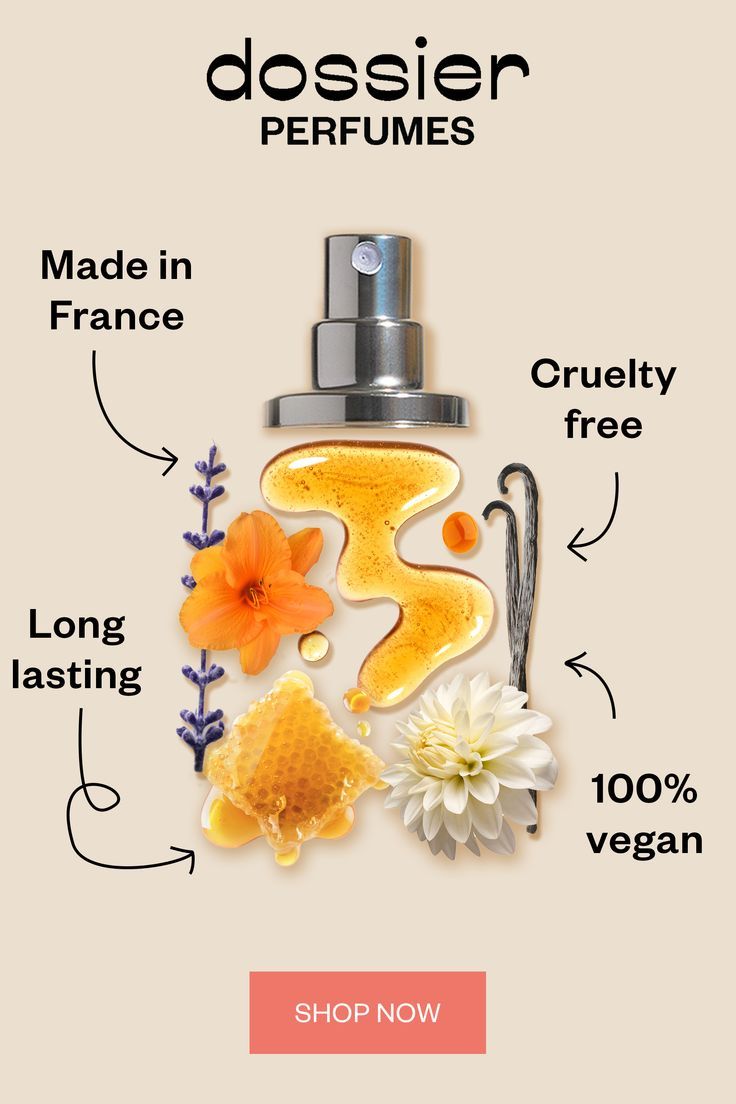 dossier
PERFUMES
Made in
France
Cruelty
free
Long
lasting
100%
vegan
SHOP NOW